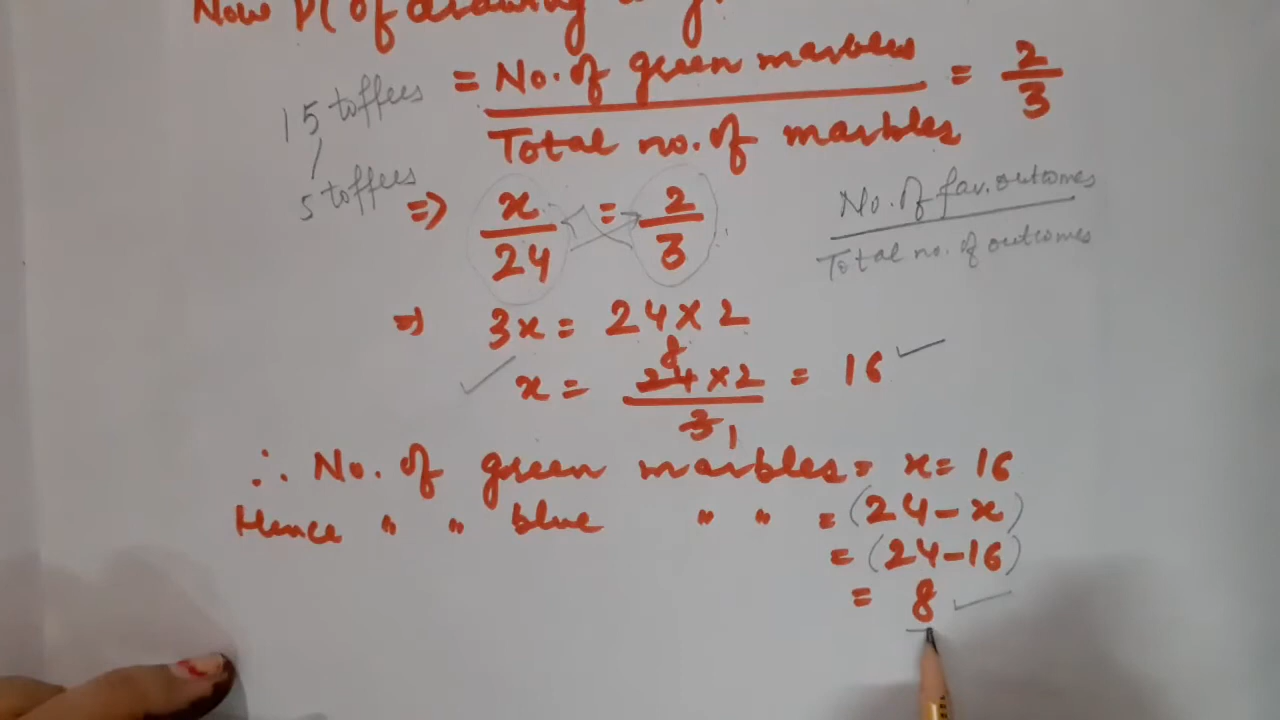 Now P( of drawing
= No. of green marbles / Total no. of marbles = 2/3
15 toffees
5 toffees
=> x/24 = 2/3
No. of fav. outcomes / Total no. of outcomes
=> 3x = 24 × 2
x = 24 × 2 / 3 = 16
8
1
∴ No. of green marbles = x = 16
Hence " " blue " " = (24 - x)
= (24 - 16)
= 8